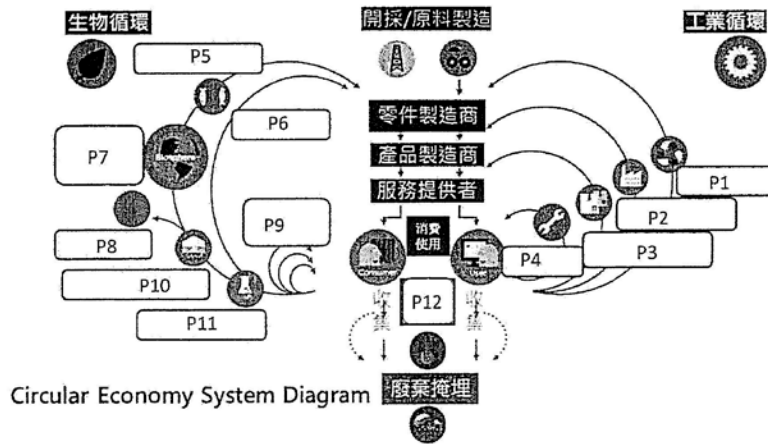 生物循環
開採/原料製造
工業循環
P5
P6
零件製造商
P7
產品製造商
P1
服務提供者
P2
P9
消費
使用
P3
P8
P4
P10
P12
收集
收集
P11
Circular Economy System Diagram
廢棄掩埋